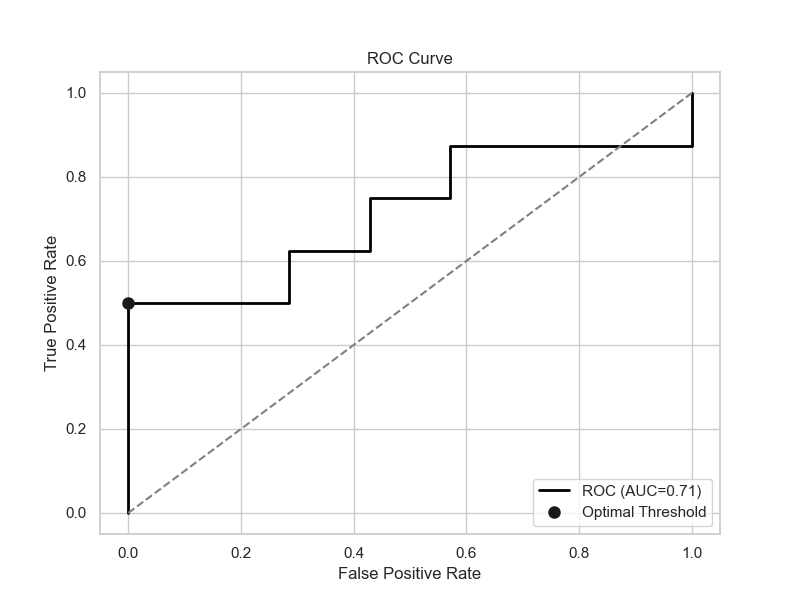 ROC Curve
True Positive Rate
1.0
0.8
0.6
0.4
0.2
0.0
0.0 0.2 0.4 0.6 0.8 1.0
False Positive Rate
ROC (AUC=0.71)
Optimal Threshold